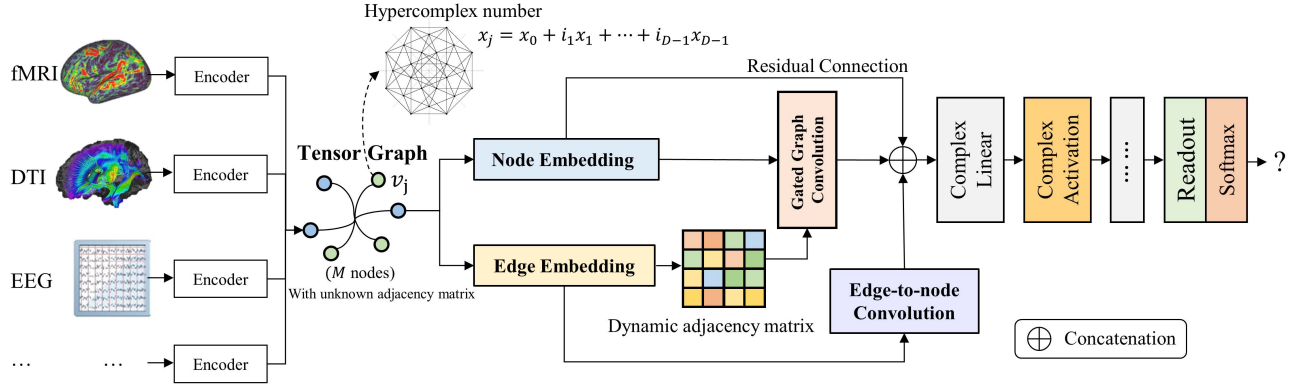 Hypercomplex number
x_j = x_0 + i_1x_1 + ⋯ + i_{D−1}x_{D−1}
fMRI
Encoder
Residual Connection
DTI
Encoder
Tensor Graph
v_j
(M nodes)
With unknown adjacency matrix
Node Embedding
Gated Graph
Convolution
Complex
Linear
Complex
Activation
... ...
Readout
Softmax
?
EEG
Encoder
Edge Embedding
Dynamic adjacency matrix
Edge-to-node
Convolution
Concatenation
...
...
Encoder